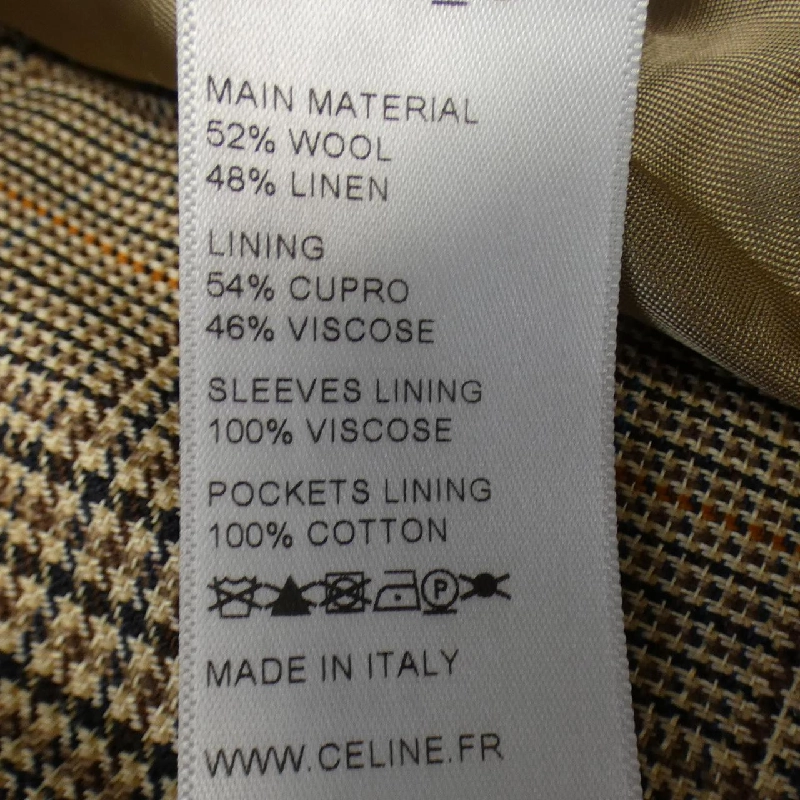 MAIN MATERIAL
52% WOOL
48% LINEN
LINING
54% CUPRO
46% VISCOSE
SLEEVES LINING
100% VISCOSE
POCKETS LINING
100% COTTON
P
MADE IN ITALY
WWW.CELINE.FR